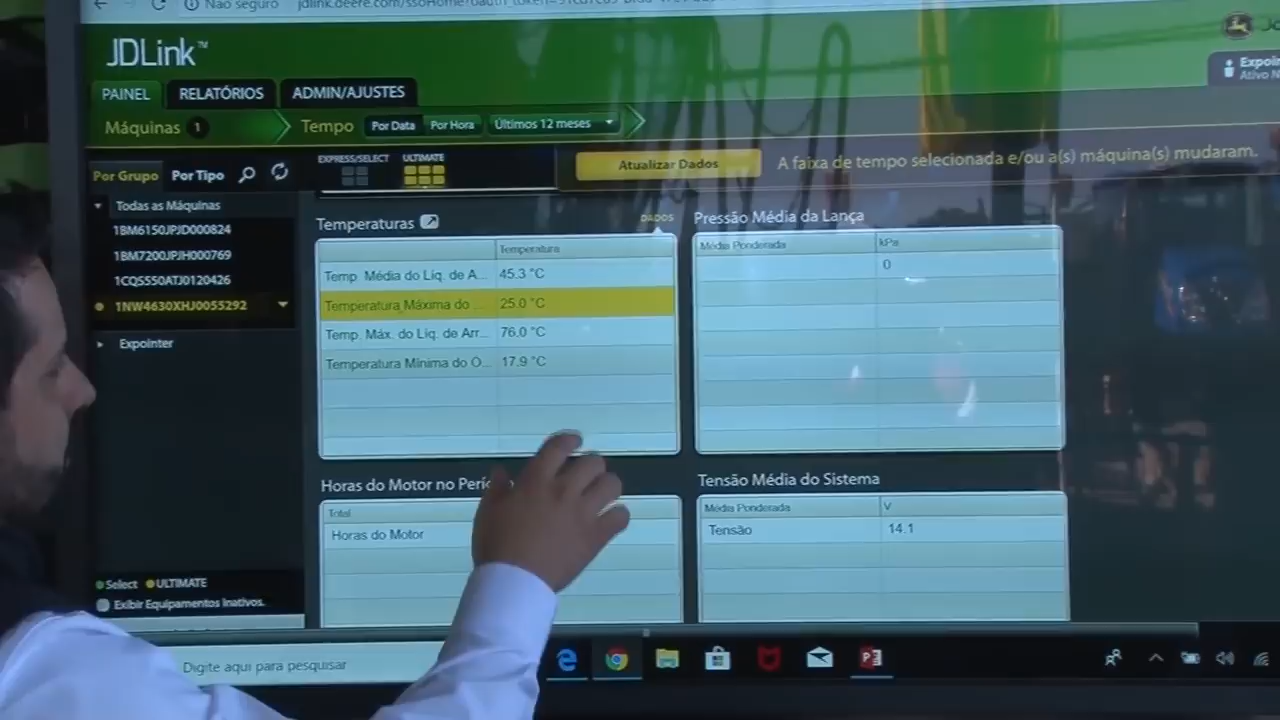 Não seguro
JDLink™
PAINEL RELATÓRIOS ADMIN/AJUSTES
Máquinas 1 Tempo Por Data Por Hora Últimos 12 meses
Por Grupo Por Tipo EXPRESS/SELECT ULTIMATE Atualizar Dados A faixa de tempo selecionada e/ou a(s) máquina(s) mudaram.
Todas as Máquinas
1BM6150JPJD000824
1BM7200JPJH000769
1CQS550ATJ0120426
1NW4630XHJ0055292
Expointer
Select ULTIMATE
Exibir Equipamentos Inativos.
Temperaturas DADOS
Temperatura
Temp. Média do Líq. de A... 45.3 °C
Temperatura Máxima do ... 25.0 °C
Temp. Máx. do Líq. de Arr... 76.0 °C
Temperatura Mínima do O... 17.9 °C
Pressão Média da Lança
Média Ponderada kPa
0
Horas do Motor no Perío
Total
Horas do Motor
Tensão Média do Sistema
Média Ponderada V
Tensão 14.1
Digite aqui para pesquisar